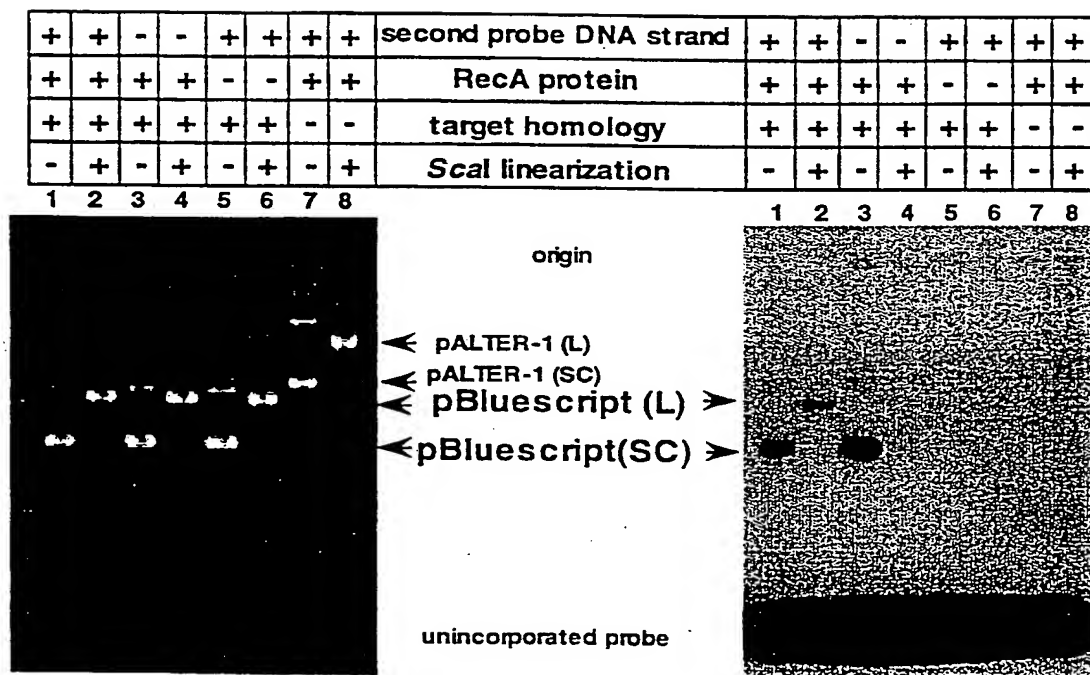 + + - - + + + + second probe DNA strand + + - - + + + +
+ + + + - - + + RecA protein + + + + - - + +
+ + + + + + - - target homology + + + + + + - -
- + - + - + - + ScaI linearization - + - + - + - +
1 2 3 4 5 6 7 8 1 2 3 4 5 6 7 8
origin
pALTER-1 (L)
pALTER-1 (SC)
pBluescript (L)
pBluescript(SC)
unincorporated probe